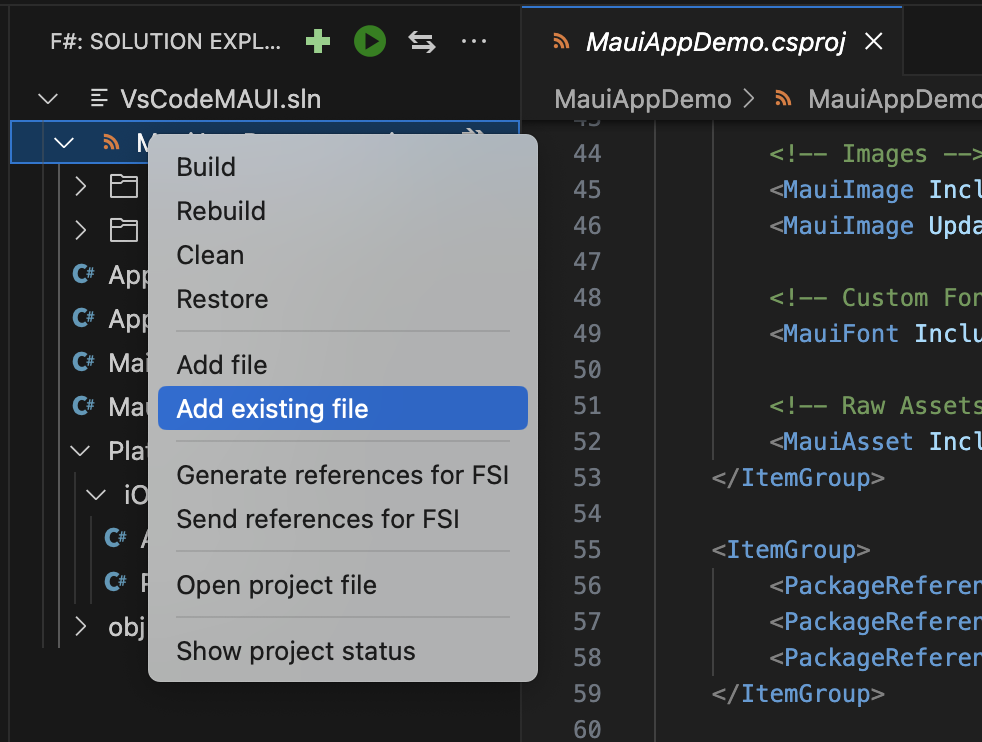 F#: SOLUTION EXPL...
VsCodeMAUI.sln
Build
Rebuild
Clean
Restore
Add file
Add existing file
Generate references for FSI
Send references for FSI
Open project file
Show project status
C# App
C# App
C# Mai
C# Mau
Plat
iO
C#
C#
obj
MauiAppDemo.csproj
MauiAppDemo > MauiAppDemo
44 <!-- Images -->
45 <MauiImage Incl
46 <MauiImage Upda
47
48 <!-- Custom Fon
49 <MauiFont Inclu
50
51 <!-- Raw Assets
52 <MauiAsset Incl
53 </ItemGroup>
54
55 <ItemGroup>
56 <PackageReferen
57 <PackageReferen
58 <PackageReferen
59 </ItemGroup>
60